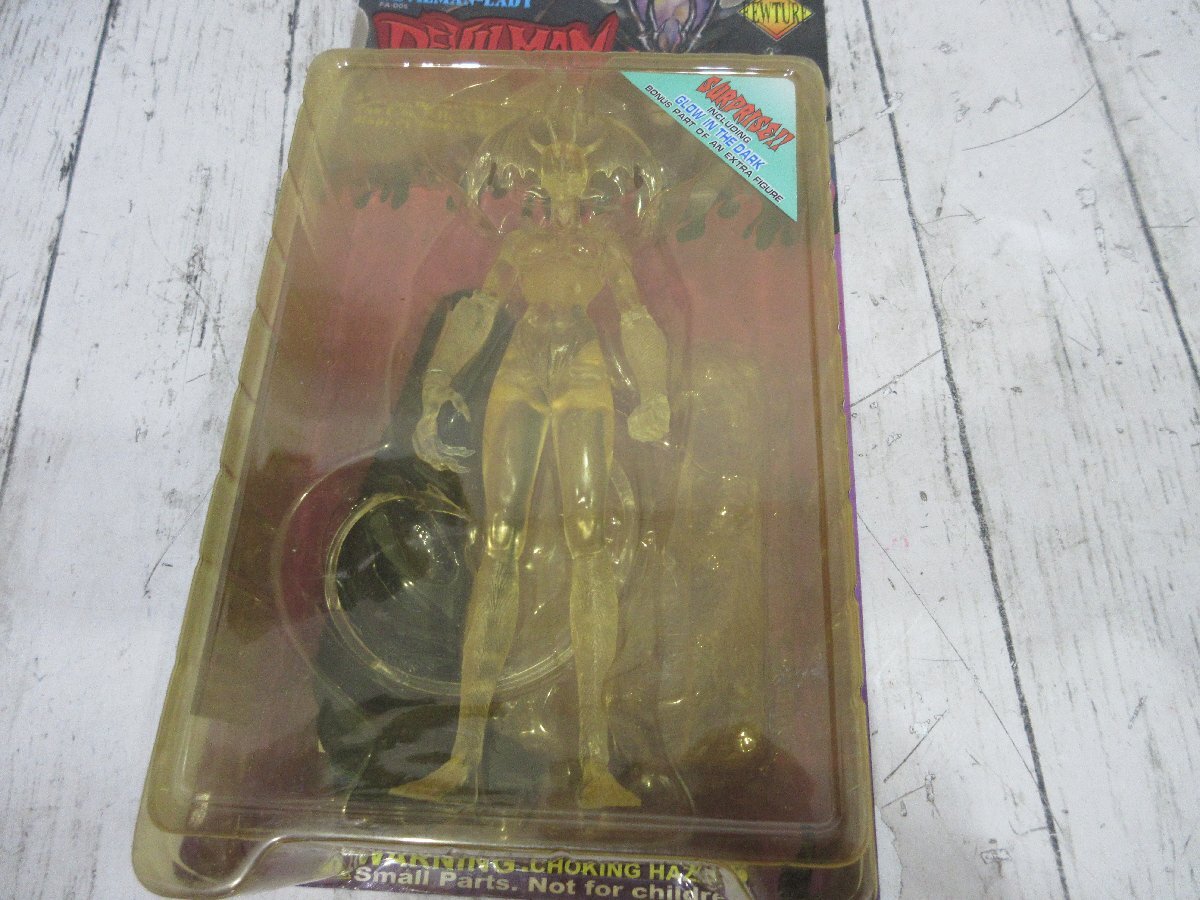 MAN-LADY
FA-005
DEVILMAN
FEWTURE
SURPRISE!!
INCLUDING
GLOW IN THE DARK
BONUS PART OF AN EXTRA FIGURE
WARNING CHOKING HAZ
Small Parts. Not for childre